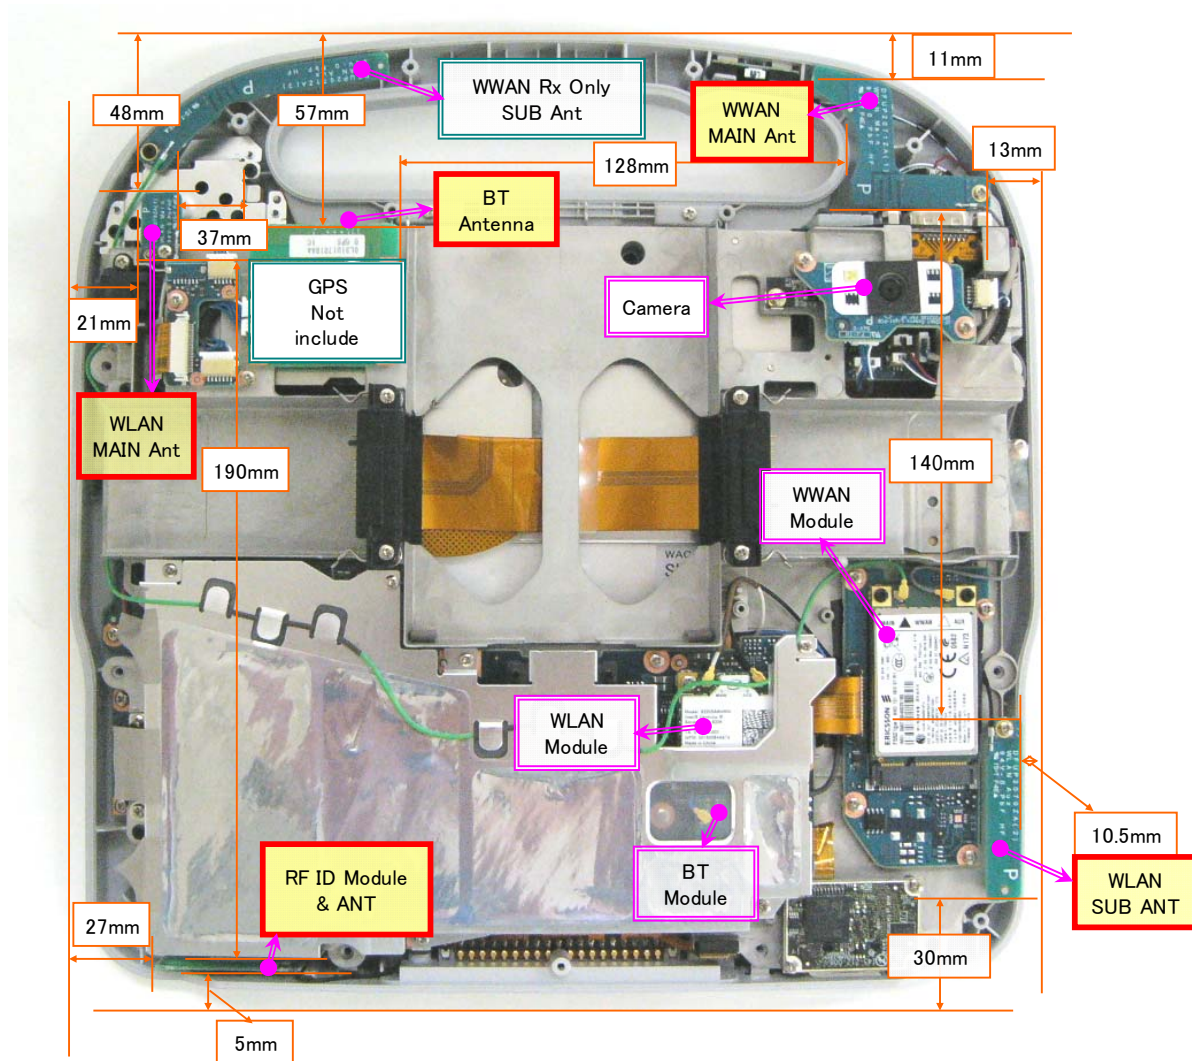 11mm
WWAN Rx Only
SUB Ant
WWAN
MAIN Ant
48mm
57mm
13mm
128mm
BT
Antenna
37mm
GPS
Not
include
Camera
21mm
WLAN
MAIN Ant
190mm
140mm
WWAN
Module
WLAN
Module
ERICSSON
10.5mm
RF ID Module
& ANT
BT
Module
WLAN
SUB ANT
27mm
30mm
5mm